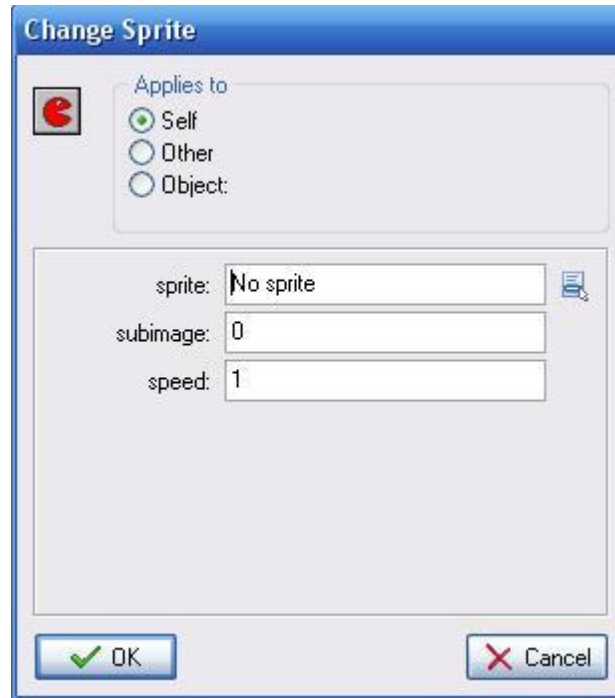 Change Sprite
Applies to
Self
Other
Object:
sprite: No sprite
subimage: 0
speed: 1
OK Cancel